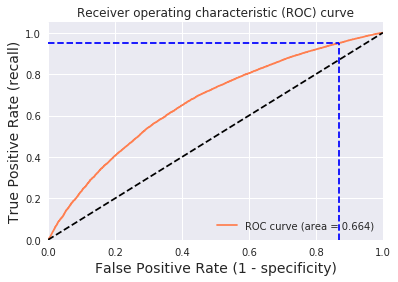 Receiver operating characteristic (ROC) curve
True Positive Rate (recall)
1.0
0.8
0.6
0.4
0.2
0.0
ROC curve (area = 0.664)
0.0 0.2 0.4 0.6 0.8 1.0
False Positive Rate (1 - specificity)